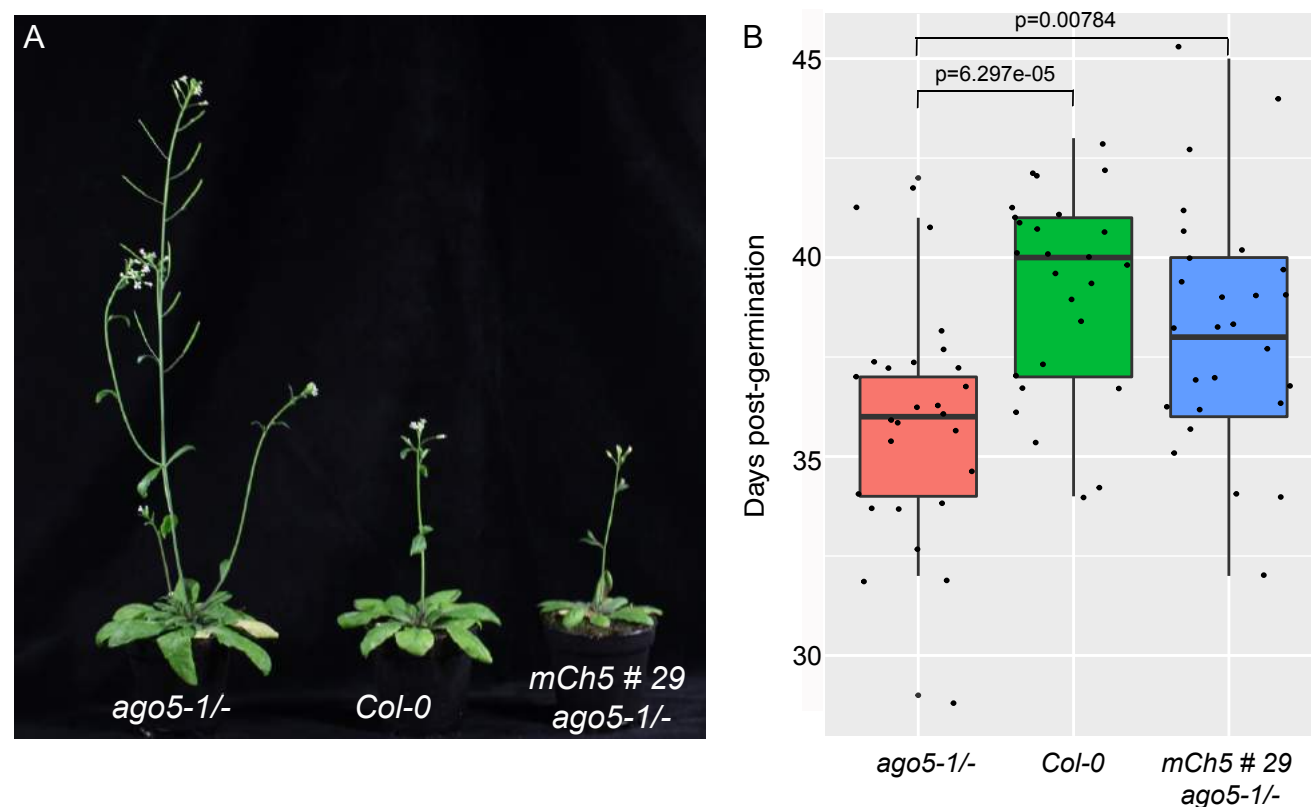 A
ago5-1/-
Col-0
mCh5 # 29
ago5-1/-
B
p=0.00784
p=6.297e-05
45
40
35
30
Days post-germination
ago5-1/-
Col-0
mCh5 # 29
ago5-1/-